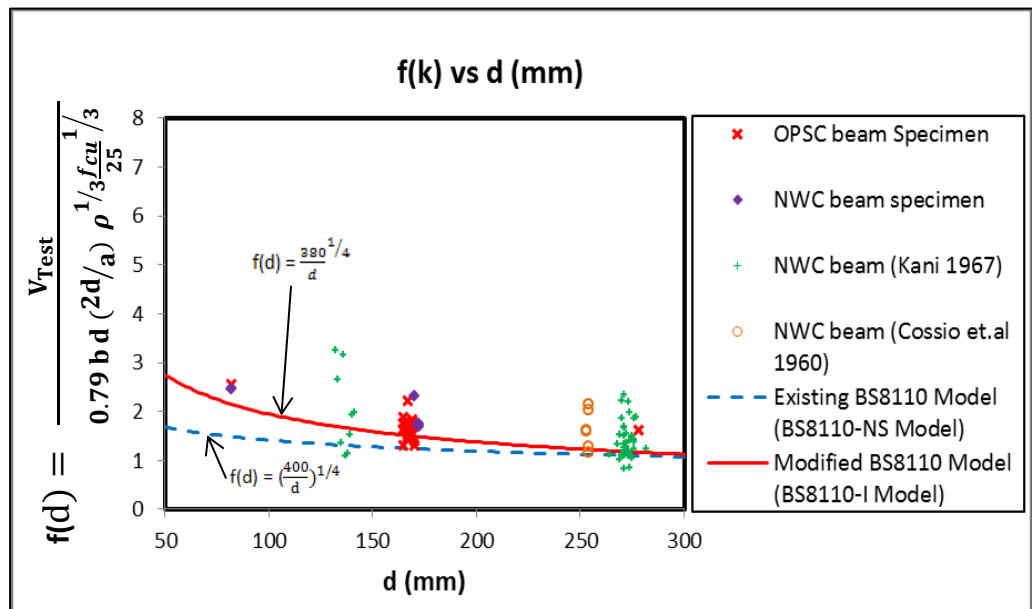 f(k) vs d (mm)
f(d) = V_Test / 0.79 b d (2d/a) ρ^1/3 fcu/25^1/3
8
7
6
5
4
3
2
1
0
f(d) = 380/d^1/4
f(d) = (400/d)^1/4
50 100 150 200 250 300
d (mm)
OPSC beam Specimen
NWC beam specimen
NWC beam (Kani 1967)
NWC beam (Cossio et.al
1960)
Existing BS8110 Model
(BS8110-NS Model)
Modified BS8110 Model
(BS8110-I Model)